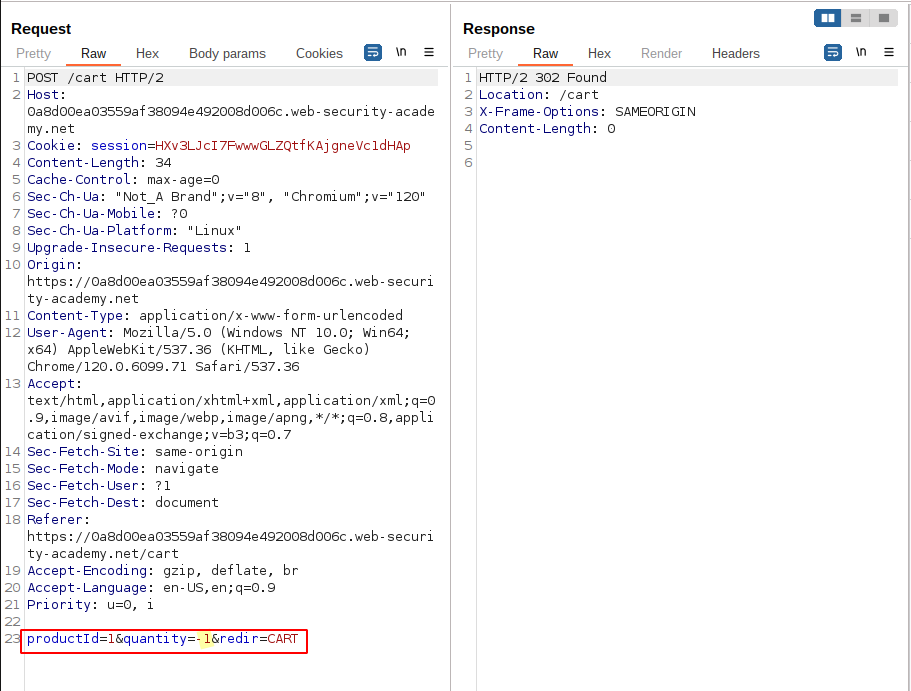 Request
Pretty Raw Hex Body params Cookies \n
1 POST /cart HTTP/2
2 Host:
0a8d00ea03559af38094e492008d006c.web-security-acade
my.net
3 Cookie: session=HXv3LJcI7FwwwGLZQtfKAjgneVc1dHAp
4 Content-Length: 34
5 Cache-Control: max-age=0
6 Sec-Ch-Ua: "Not_A Brand";v="8", "Chromium";v="120"
7 Sec-Ch-Ua-Mobile: ?0
8 Sec-Ch-Ua-Platform: "Linux"
9 Upgrade-Insecure-Requests: 1
10 Origin:
https://0a8d00ea03559af38094e492008d006c.web-securi
ty-academy.net
11 Content-Type: application/x-www-form-urlencoded
12 User-Agent: Mozilla/5.0 (Windows NT 10.0; Win64;
x64) AppleWebKit/537.36 (KHTML, like Gecko)
Chrome/120.0.6099.71 Safari/537.36
13 Accept:
text/html,application/xhtml+xml,application/xml;q=0
.9,image/avif,image/webp,image/apng,*/*;q=0.8,appli
cation/signed-exchange;v=b3;q=0.7
14 Sec-Fetch-Site: same-origin
15 Sec-Fetch-Mode: navigate
16 Sec-Fetch-User: ?1
17 Sec-Fetch-Dest: document
18 Referer:
https://0a8d00ea03559af38094e492008d006c.web-securi
ty-academy.net/cart
19 Accept-Encoding: gzip, deflate, br
20 Accept-Language: en-US,en;q=0.9
21 Priority: u=0, i
22
23 productId=1&quantity=-1&redir=CART
Response
Pretty Raw Hex Render Headers \n
1 HTTP/2 302 Found
2 Location: /cart
3 X-Frame-Options: SAMEORIGIN
4 Content-Length: 0
5
6